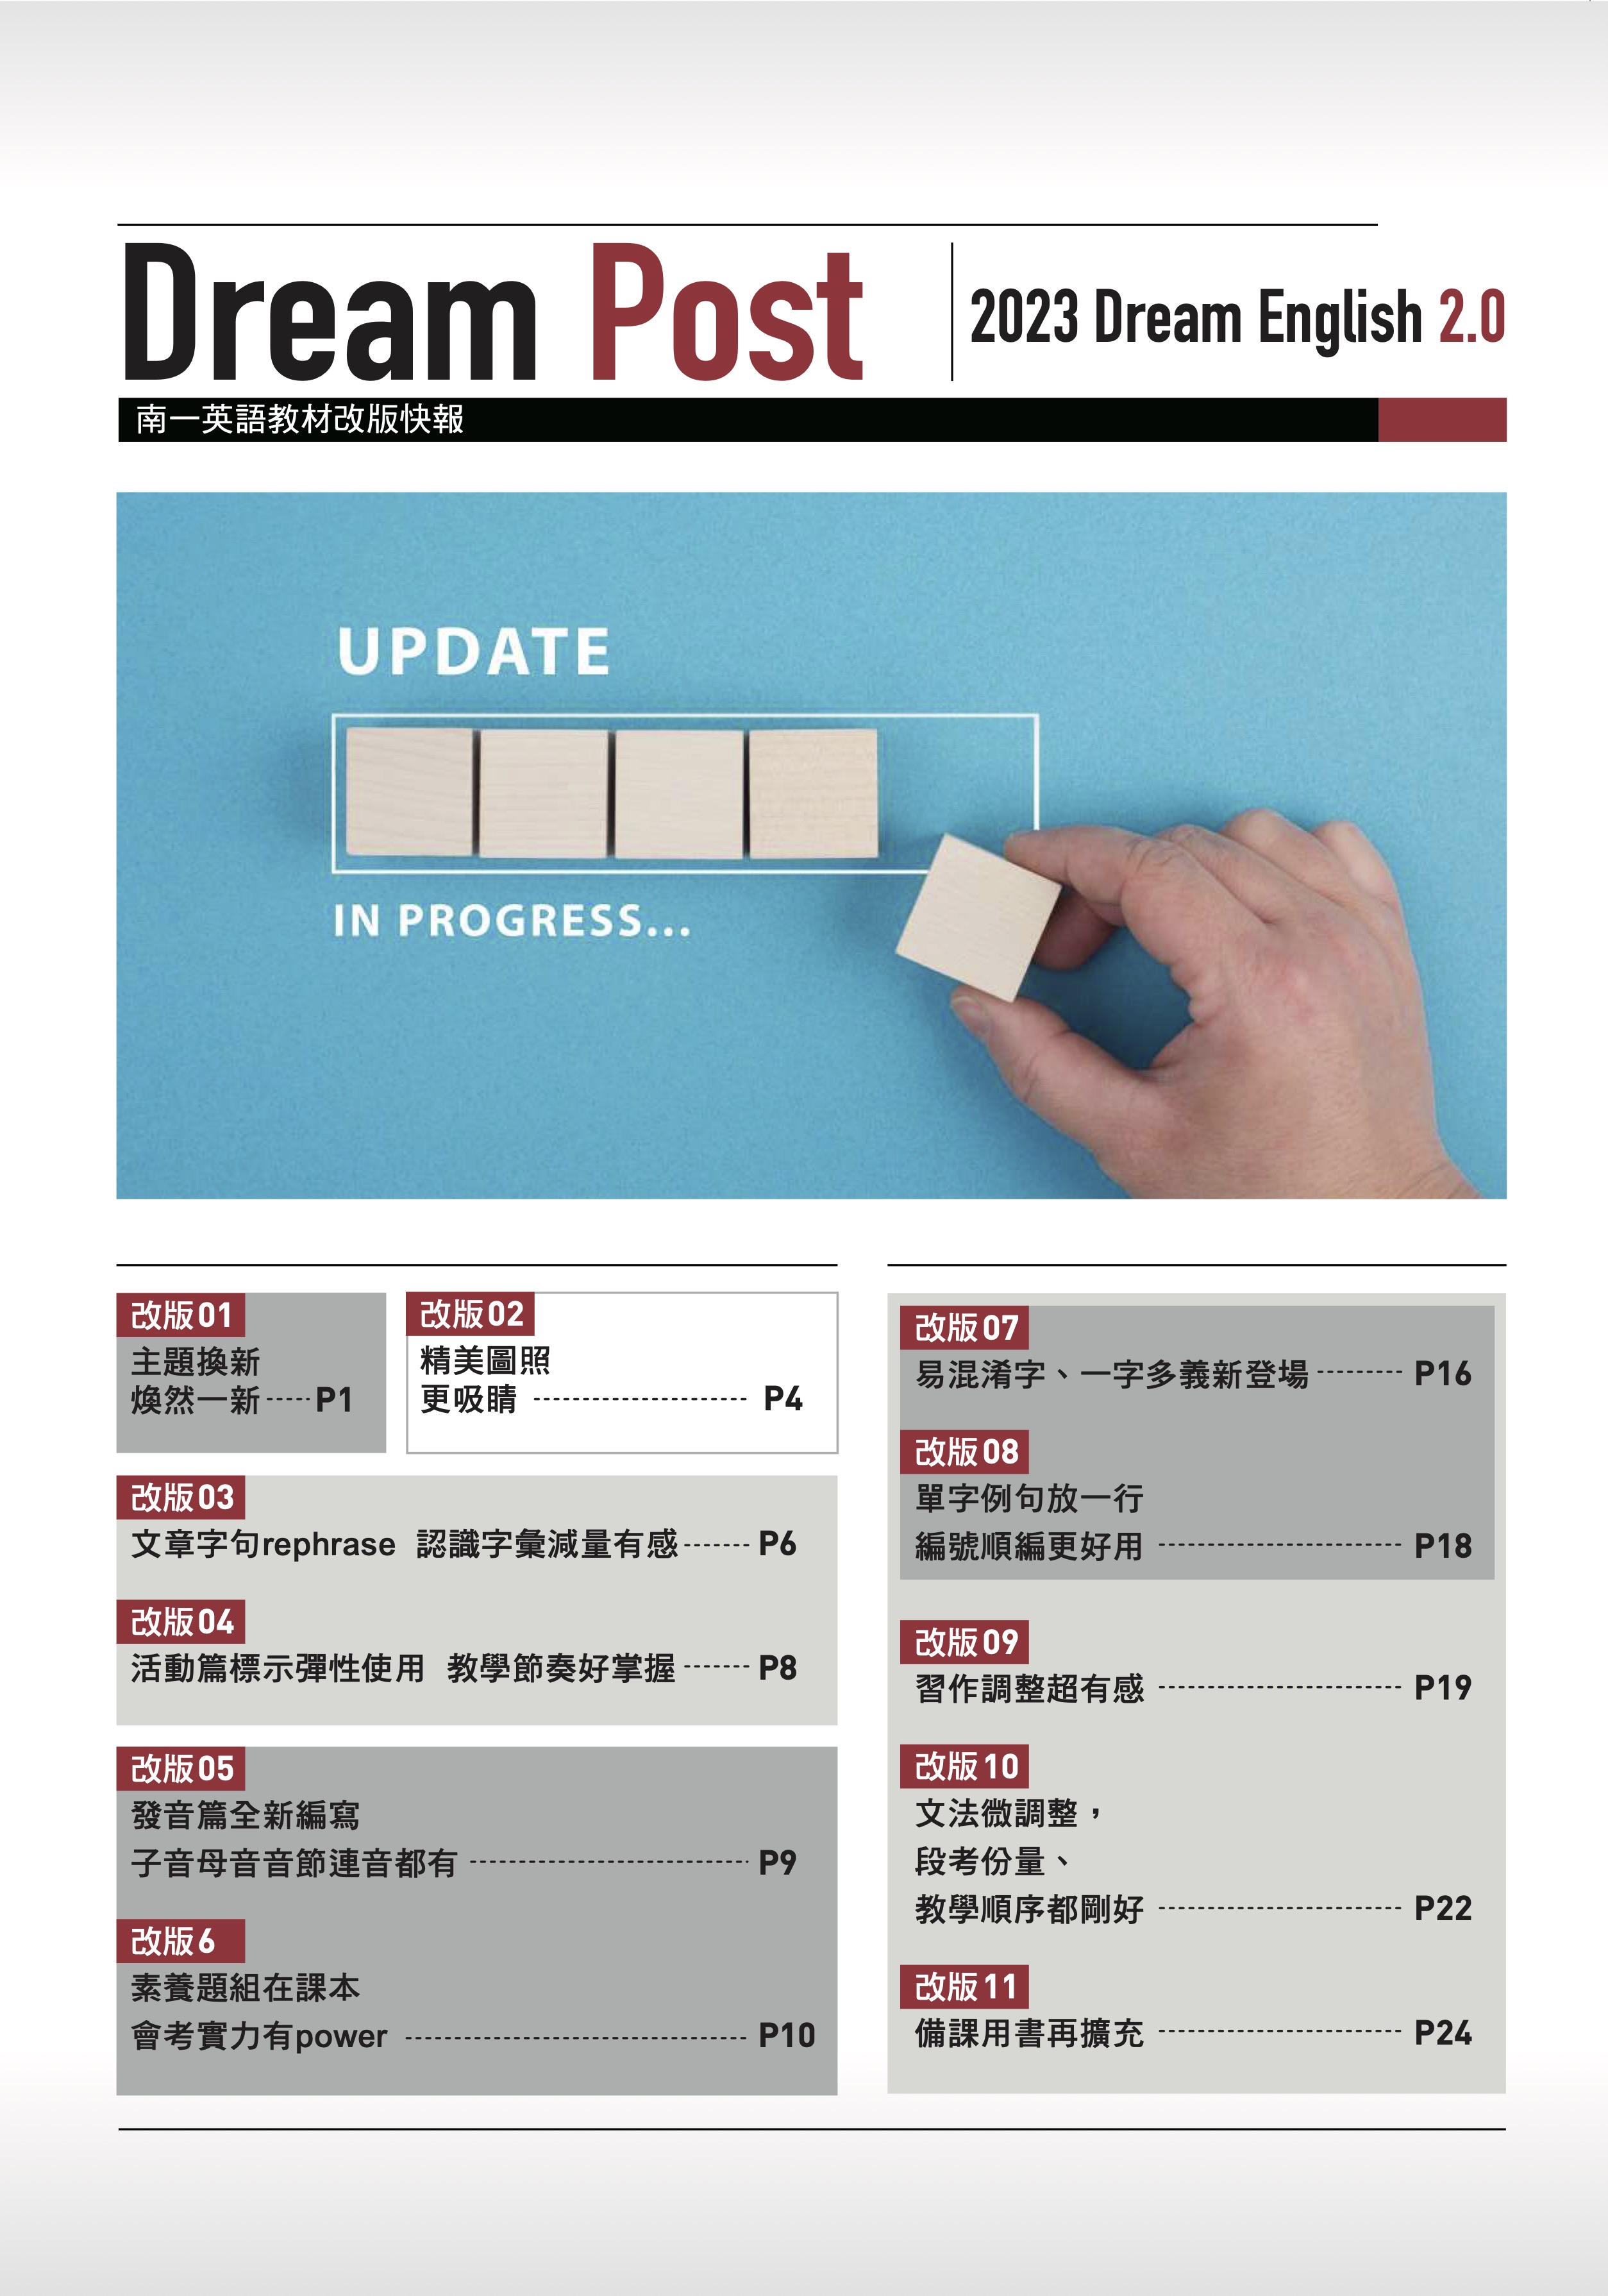 Dream Post
2023 Dream English 2.0
南一英語教材改版快報
UPDATE
IN PROGRESS...
改版01
主題換新
煥然一新-----P1
改版02
精美圖照
更吸睛 ---------------------- P4
改版03
文章字句rephrase 認識字彙減量有感------- P6
改版04
活動篇標示彈性使用 教學節奏好掌握------- P8
改版05
發音篇全新編寫
子音母音音節連音都有 ----------------------------- P9
改版6
素養題組在課本
會考實力有power ----------------------------------- P10
改版07
易混淆字、一字多義新登場--------- P16
改版08
單字例句放一行
編號順編更好用 ------------------------- P18
改版09
習作調整超有感 ------------------------- P19
改版10
文法微調整，
段考份量、
教學順序都剛好 ------------------------- P22
改版11
備課用書再擴充 ------------------------- P24